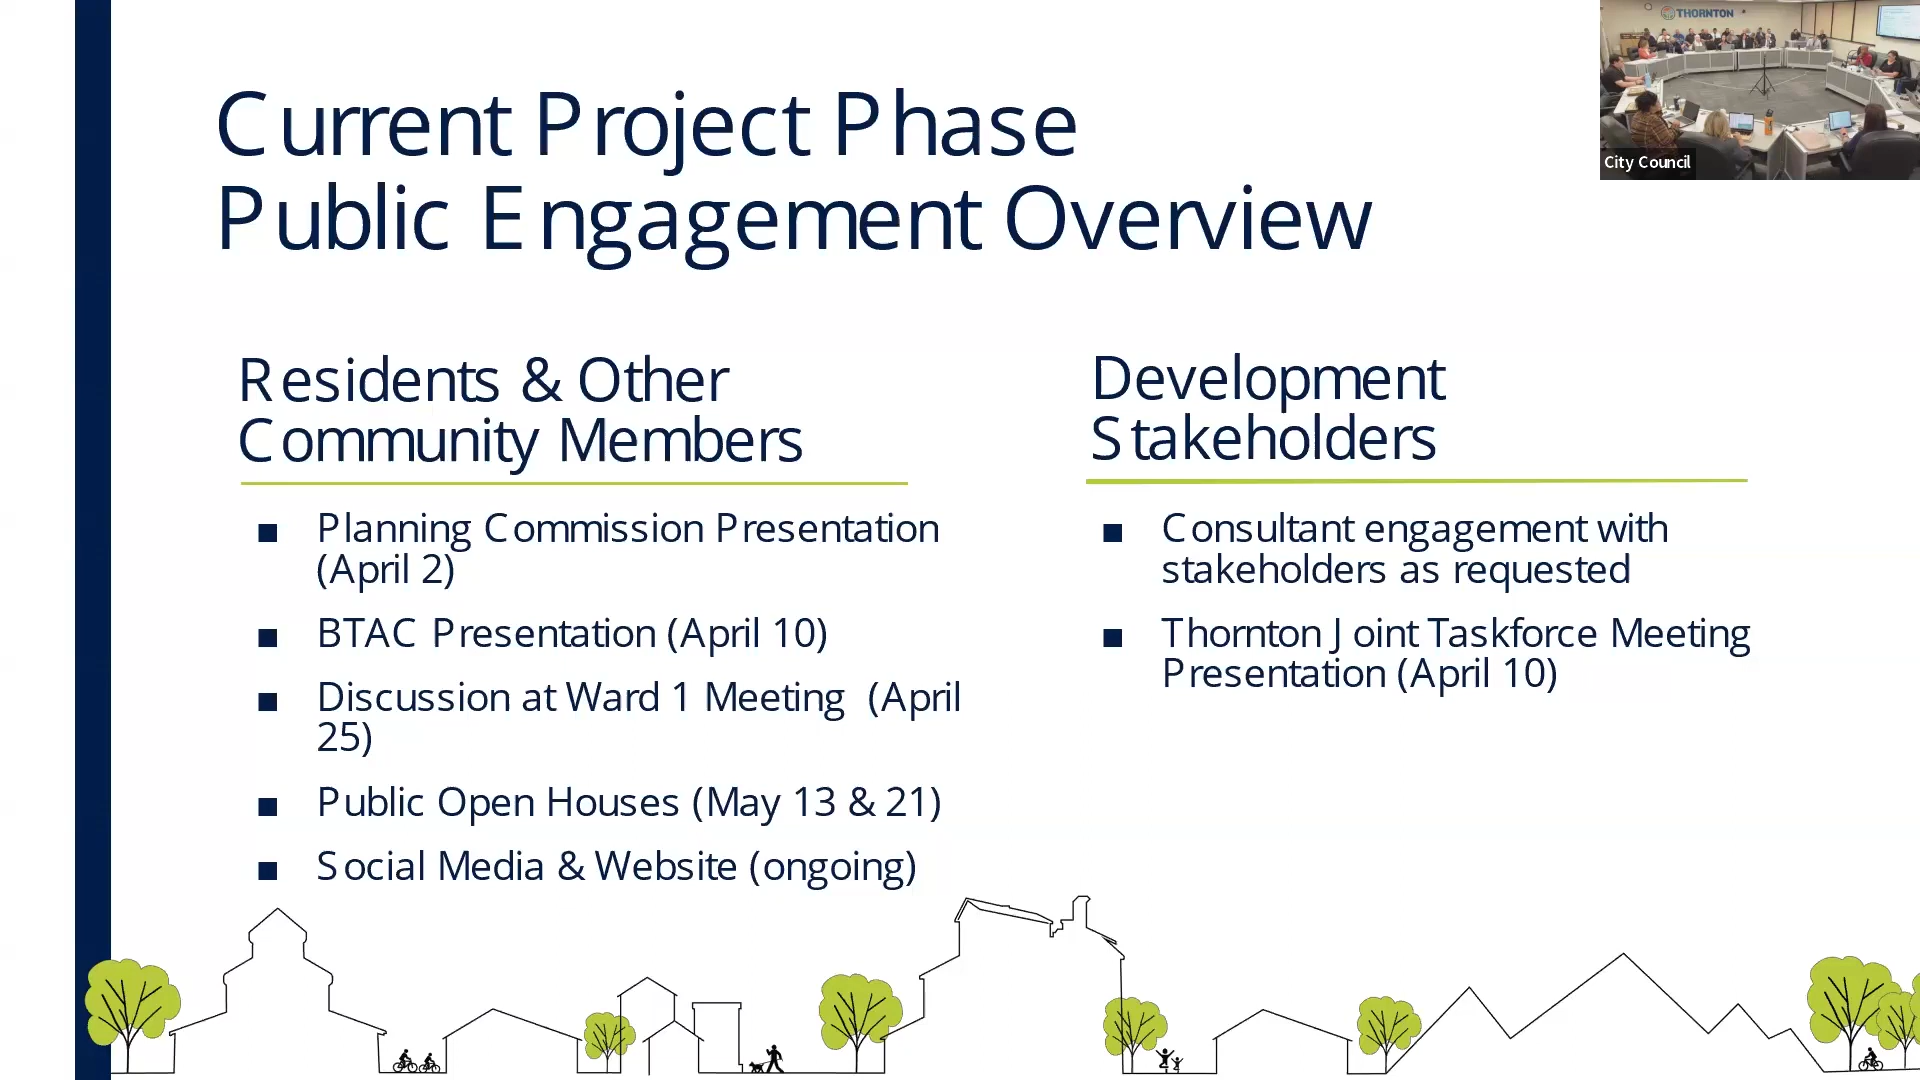 THORNTON
City Council
Current Project Phase
Public Engagement Overview
Residents & Other
Community Members
■ Planning Commission Presentation
(April 2)
■ BTAC Presentation (April 10)
■ Discussion at Ward 1 Meeting (April
25)
■ Public Open Houses (May 13 & 21)
■ Social Media & Website (ongoing)
Development
Stakeholders
■ Consultant engagement with
stakeholders as requested
■ Thornton Joint Taskforce Meeting
Presentation (April 10)